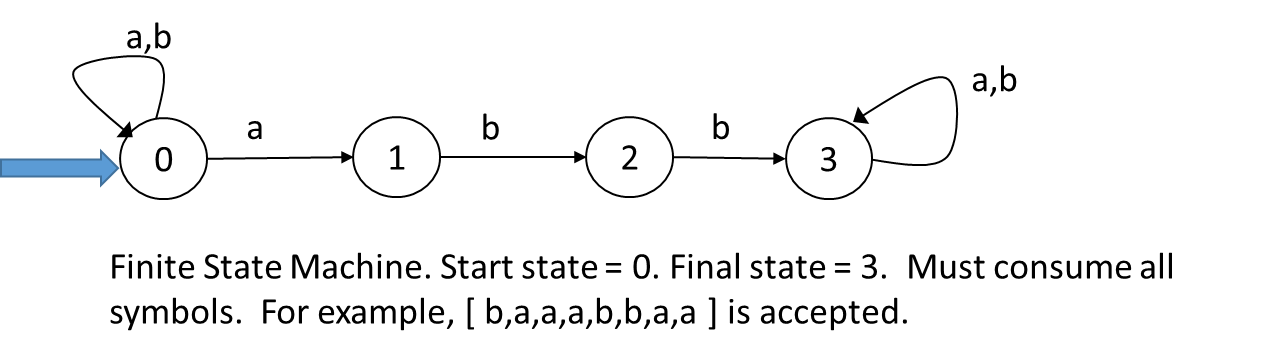 a,b
a,b
a
b
b
0
1
2
3
Finite State Machine. Start state = 0. Final state = 3. Must consume all
symbols. For example, [ b,a,a,a,b,b,a,a ] is accepted.